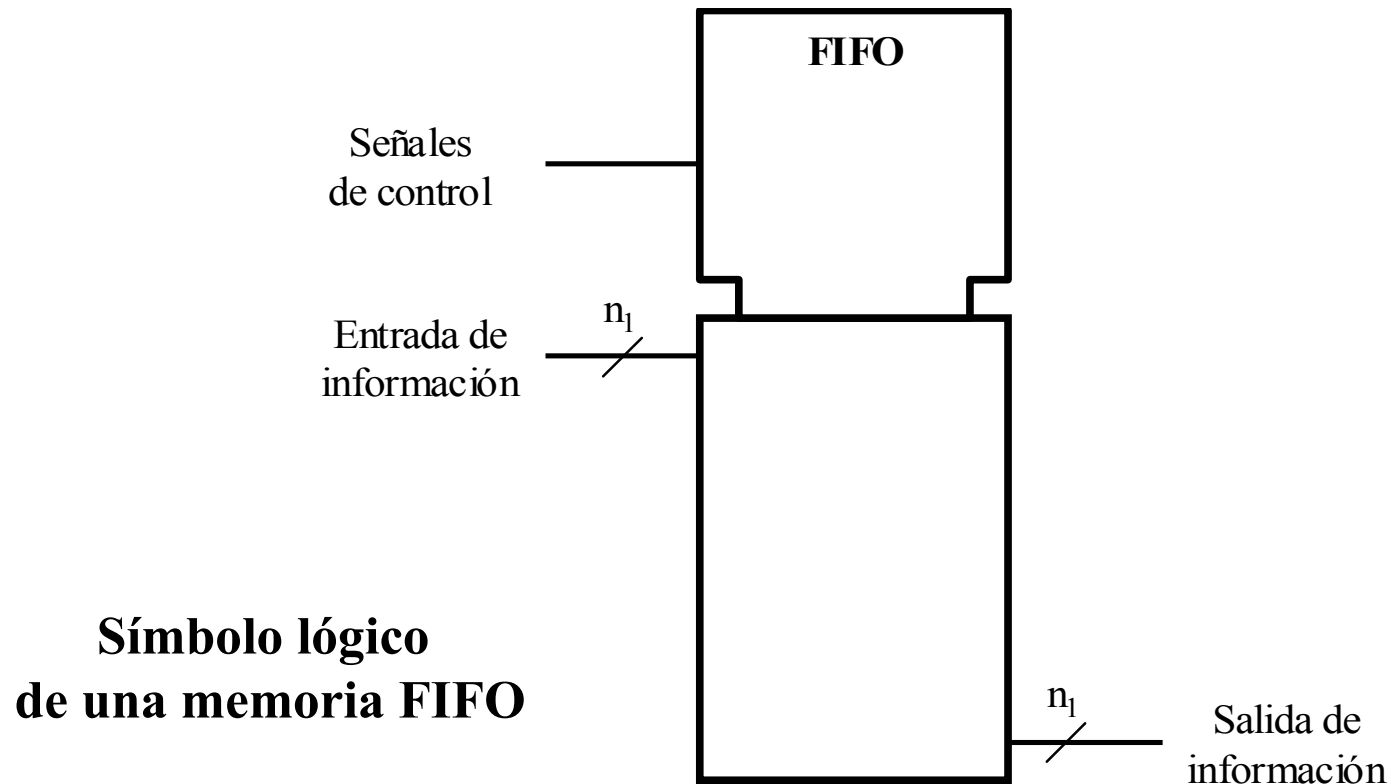 FIFO
Señales
de control
n₁
Entrada de
información
Símbolo lógico
de una memoria FIFO
n₁
Salida de
información